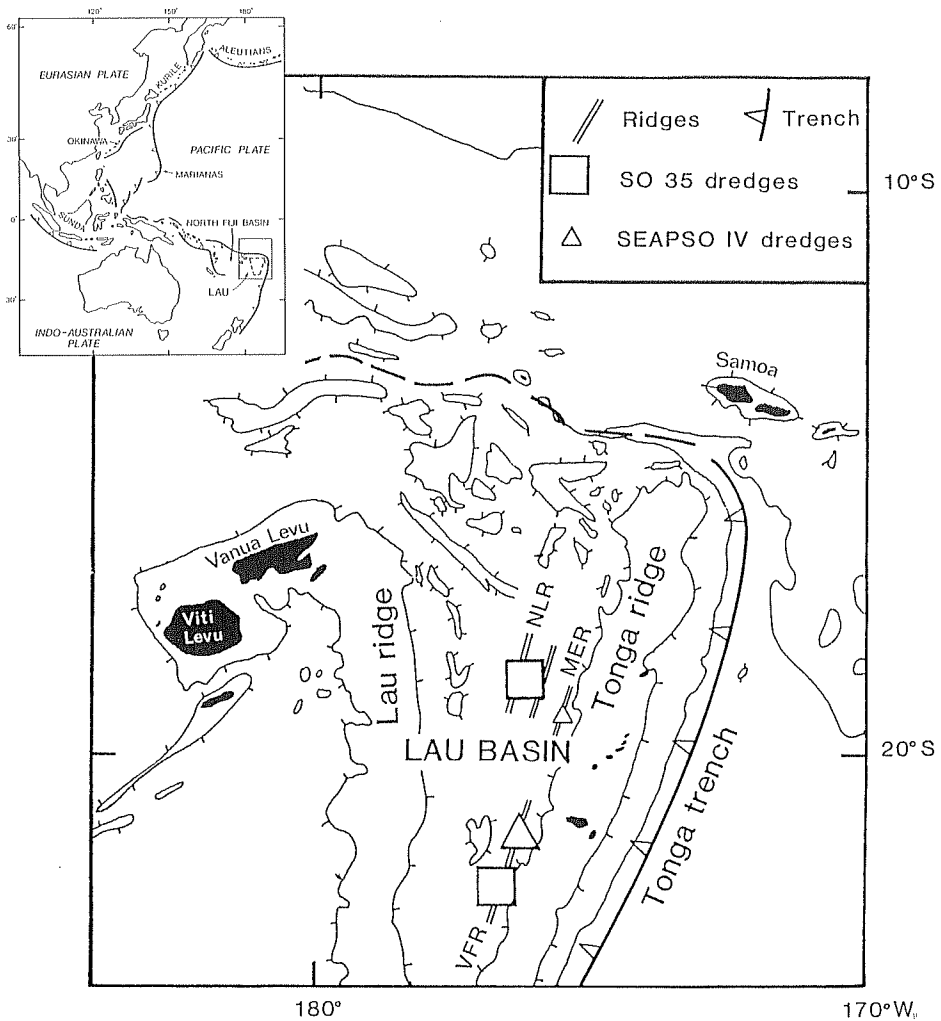 120°
150°
180°
60°
ALEUTIANS
EURASIAN PLATE
KURILE
30°
OKINAWA
PACIFIC PLATE
MARIANAS
0°
SUNDA
NORTH FIJI BASIN
LAU
30°
INDO-AUSTRALIAN
PLATE
Ridges
Trench
SO 35 dredges
SEAPSO IV dredges
10°S
Samoa
Vanua Levu
Viti
Levu
Lau ridge
NLR
MER
Tonga ridge
LAU BASIN
20°S
Tonga trench
VFR
180°
170°W